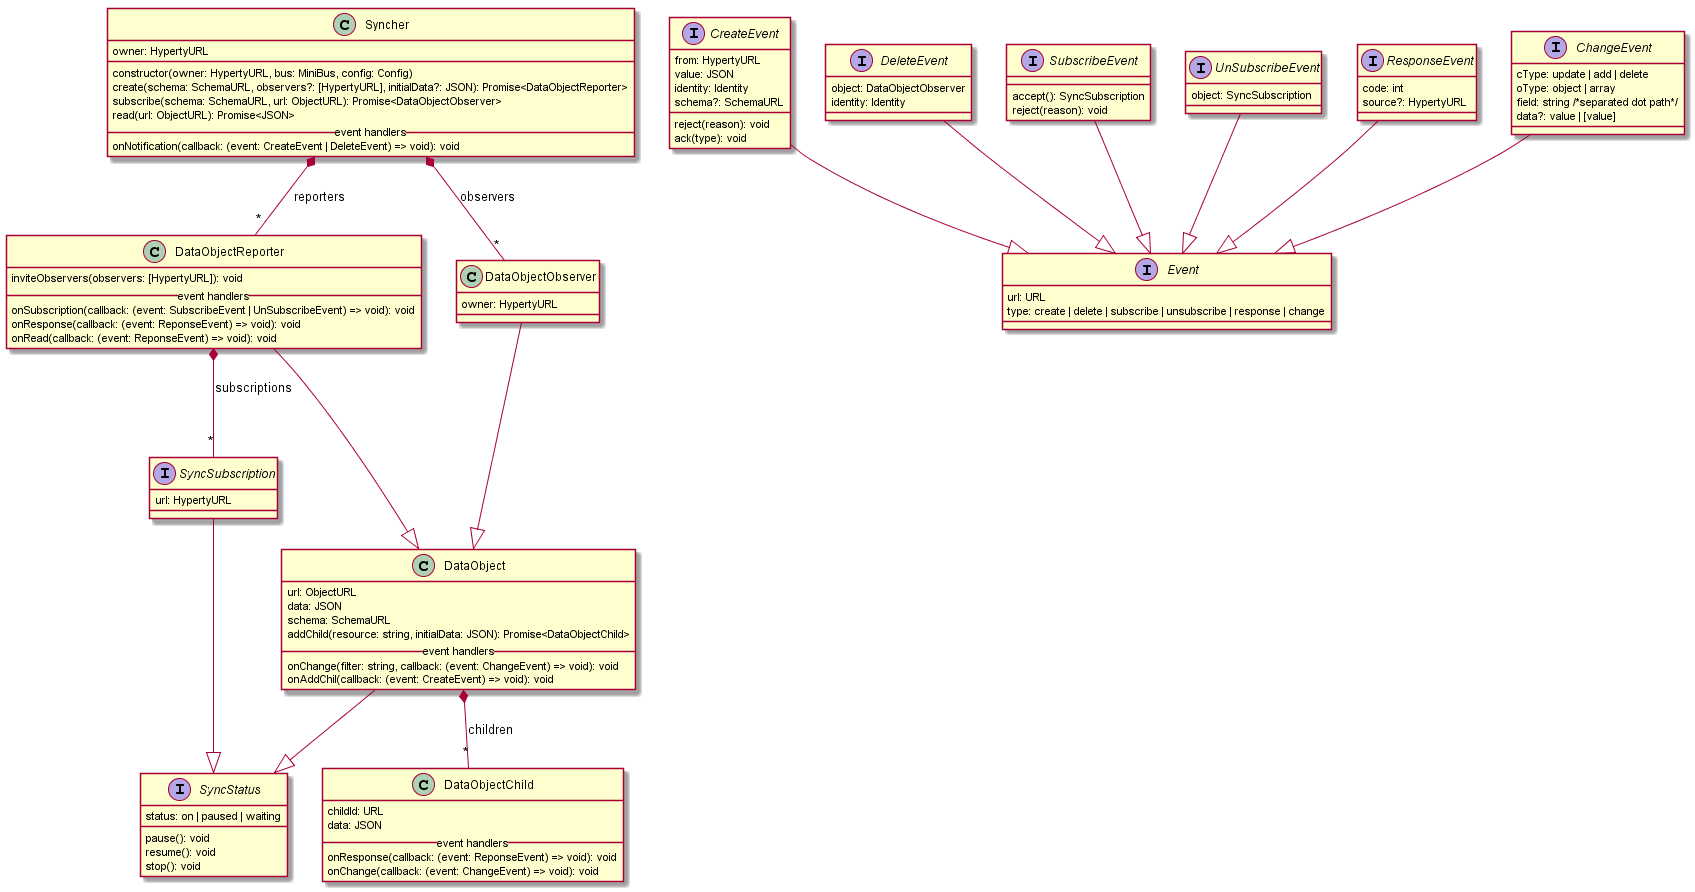 C Syncher
owner: HypertyURL
constructor(owner: HypertyURL, bus: MiniBus, config: Config)
create(schema: SchemaURL, observers?: [HypertyURL], initialData?: JSON): Promise<DataObjectReporter>
subscribe(schema: SchemaURL, url: ObjectURL): Promise<DataObjectObserver>
read(url: ObjectURL): Promise<JSON>
event handlers
onNotification(callback: (event: CreateEvent | DeleteEvent) => void): void
I CreateEvent
from: HypertyURL
value: JSON
identity: Identity
schema?: SchemaURL
reject(reason): void
ack(type): void
I DeleteEvent
object: DataObjectObserver
identity: Identity
I SubscribeEvent
accept(): SyncSubscription
reject(reason): void
I UnSubscribeEvent
object: SyncSubscription
I ResponseEvent
code: int
source?: HypertyURL
I ChangeEvent
cType: update | add | delete
oType: object | array
field: string /*separated dot path*/
data?: value | [value]
reporters
*
observers
*
C DataObjectReporter
inviteObservers(observers: [HypertyURL]): void
event handlers
onSubscription(callback: (event: SubscribeEvent | UnSubscribeEvent) => void): void
onResponse(callback: (event: ReponseEvent) => void): void
onRead(callback: (event: ReponseEvent) => void): void
C DataObjectObserver
owner: HypertyURL
I Event
url: URL
type: create | delete | subscribe | unsubscribe | response | change
subscriptions
*
I SyncSubscription
url: HypertyURL
C DataObject
url: ObjectURL
data: JSON
schema: SchemaURL
addChild(resource: string, initialData: JSON): Promise<DataObjectChild>
event handlers
onChange(filter: string, callback: (event: ChangeEvent) => void): void
onAddChil(callback: (event: CreateEvent) => void): void
children
*
I SyncStatus
status: on | paused | waiting
pause(): void
resume(): void
stop(): void
C DataObjectChild
childId: URL
data: JSON
event handlers
onResponse(callback: (event: ReponseEvent) => void): void
onChange(callback: (event: ChangeEvent) => void): void